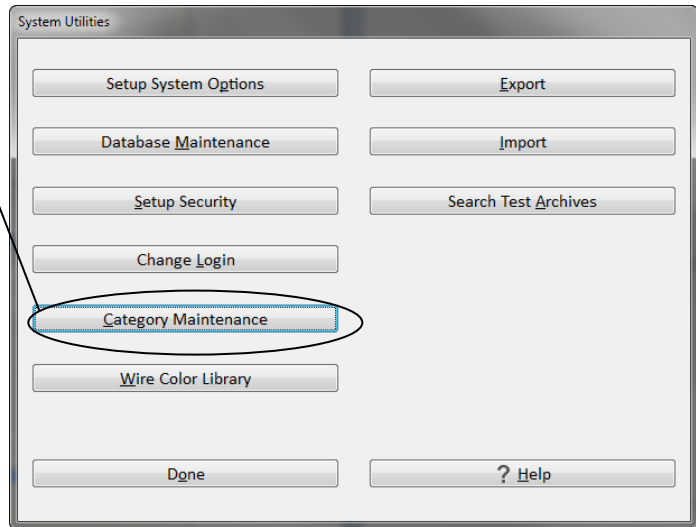 System Utilities
Setup System Options
Export
Database Maintenance
Import
Setup Security
Search Test Archives
Change Login
Category Maintenance
Wire Color Library
Done
? Help